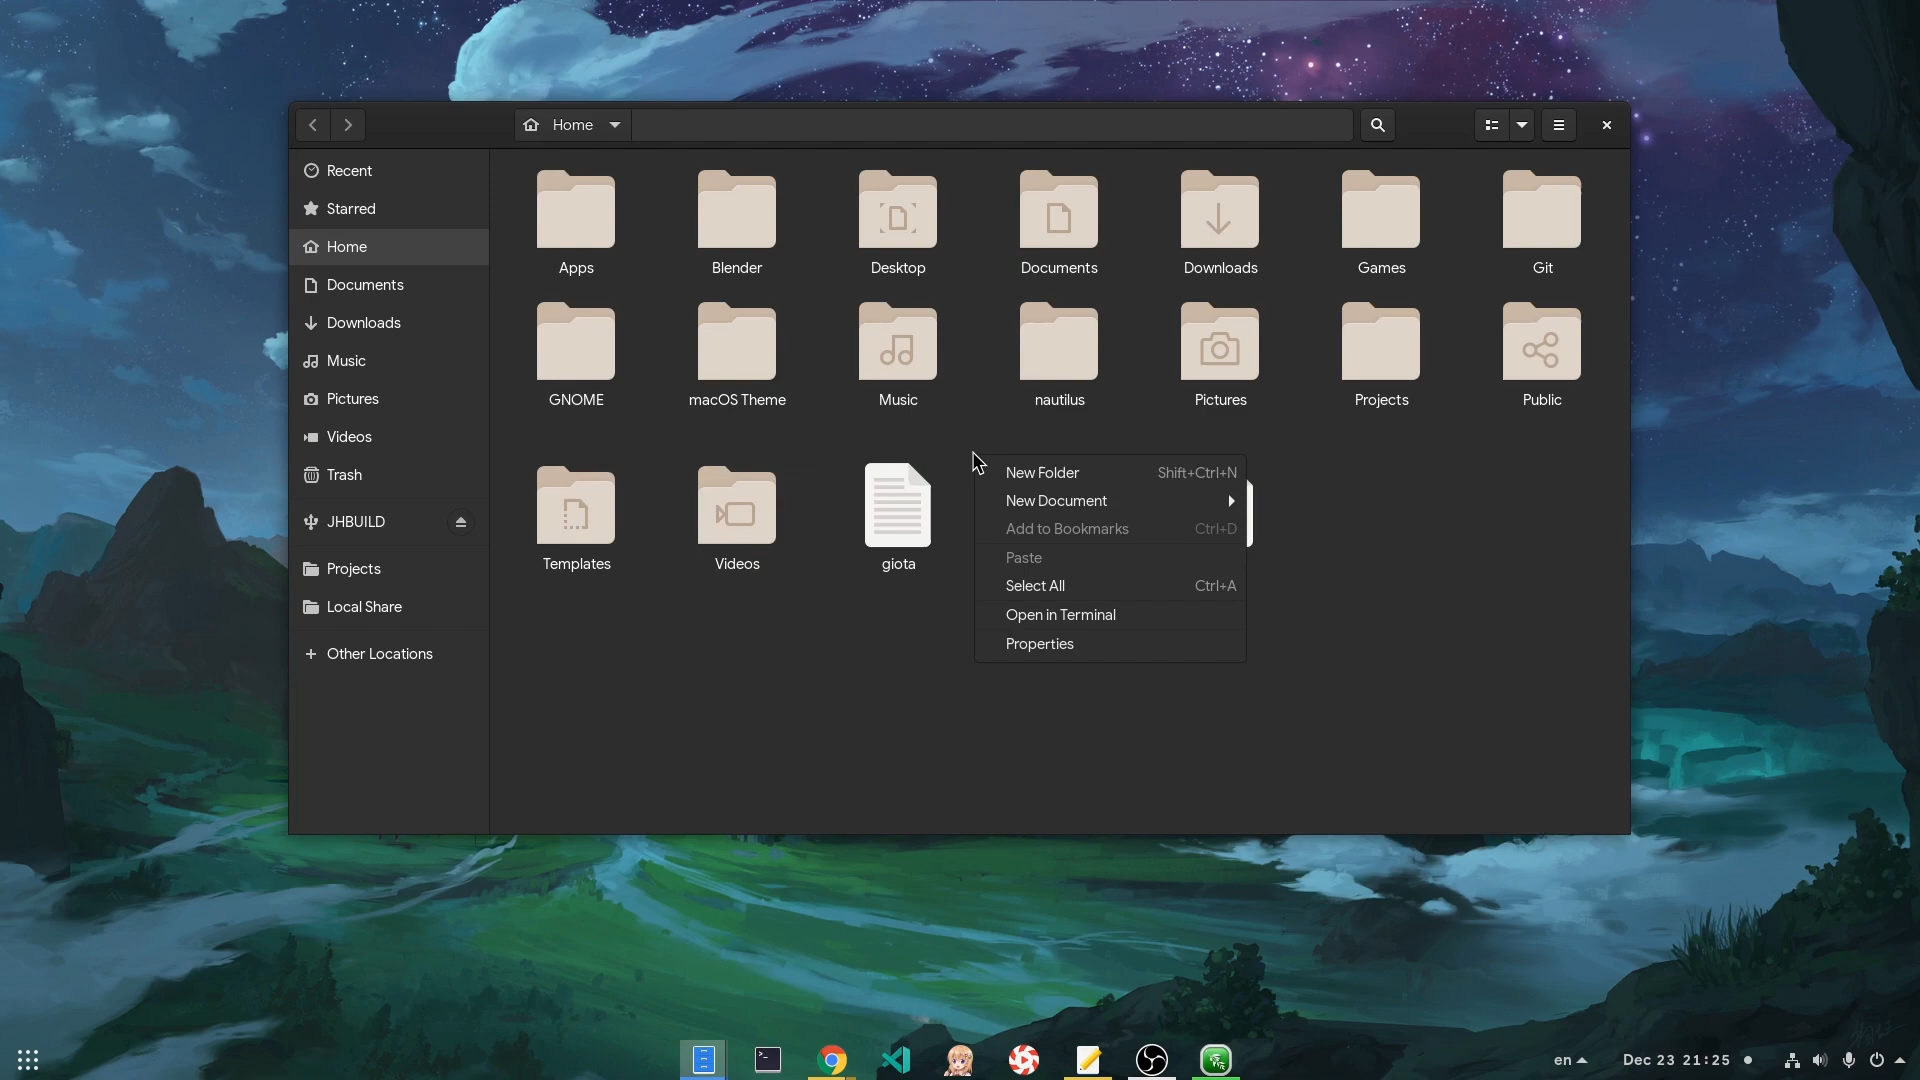 Home
Recent
Starred
Home
Documents
Downloads
Music
Pictures
Videos
Trash
JHBUILD
Projects
Local Share
Other Locations
Apps
Blender
Desktop
Documents
Downloads
Games
Git
GNOME
macOS Theme
Music
nautilus
Pictures
Projects
Public
Templates
Videos
giota
New Folder Shift+Ctrl+N
New Document
Add to Bookmarks Ctrl+D
Paste
Select All Ctrl+A
Open in Terminal
Properties
en
Dec 23 21:25